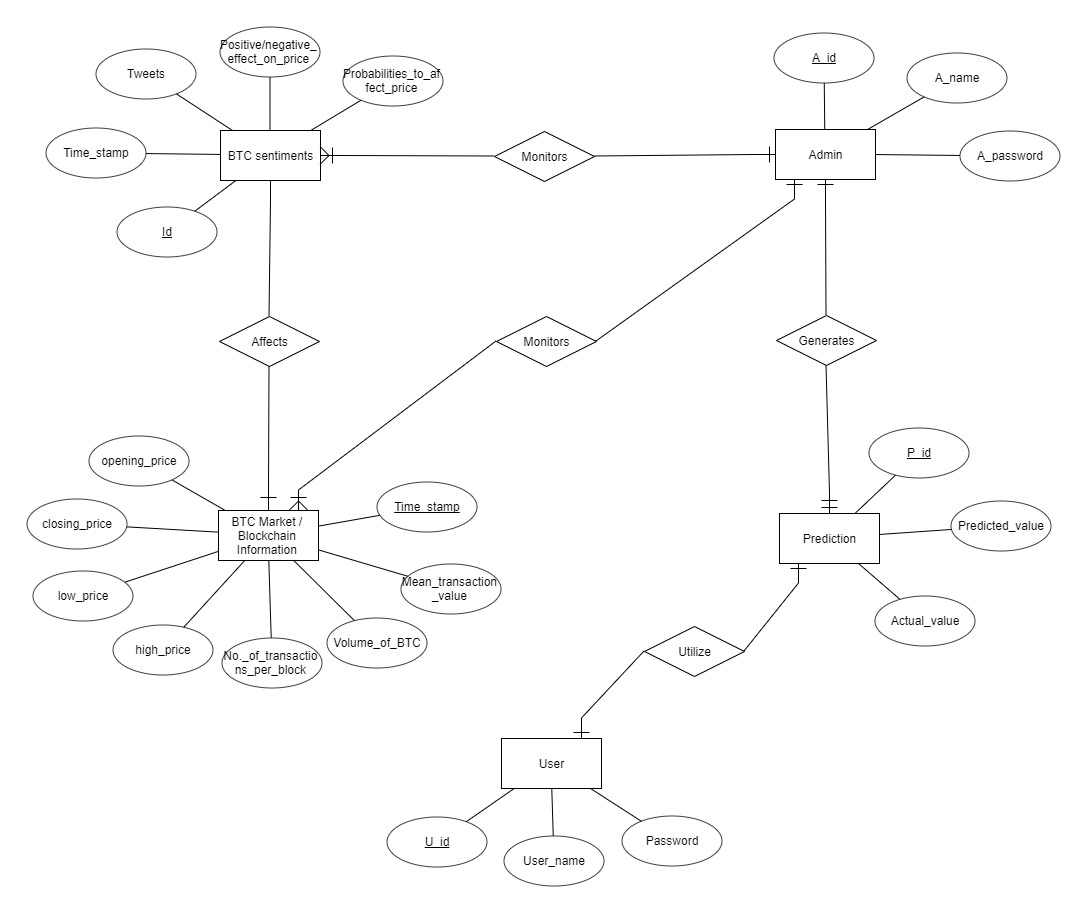 Positive/negative_
effect_on_price
Tweets
Probabilities_to_af
fect_price
A_id
A_name
Time_stamp
BTC sentiments
Monitors
Admin
A_password
Id
Affects
Monitors
Generates
opening_price
P_id
closing_price
BTC Market /
Blockchain
Information
Time_stamp
Prediction
Predicted_value
low_price
Mean_transaction
_value
high_price
No._of_transactio
ns_per_block
Volume_of_BTC
Actual_value
Utilize
User
U_id
User_name
Password